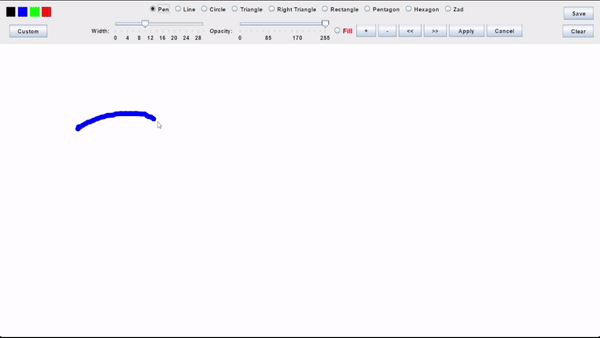 Pen Line Circle Triangle Right Triangle Rectangle Pentagon Hexagon Zad Save
Custom Width: 0 4 8 12 16 20 24 28 Opacity: 0 85 170 255 Fill + - << >> Apply Cancel Clear